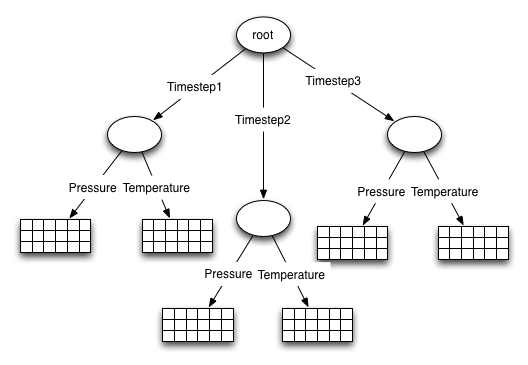 root
Timestep1
Timestep2
Timestep3
Pressure Temperature
Pressure Temperature
Pressure Temperature